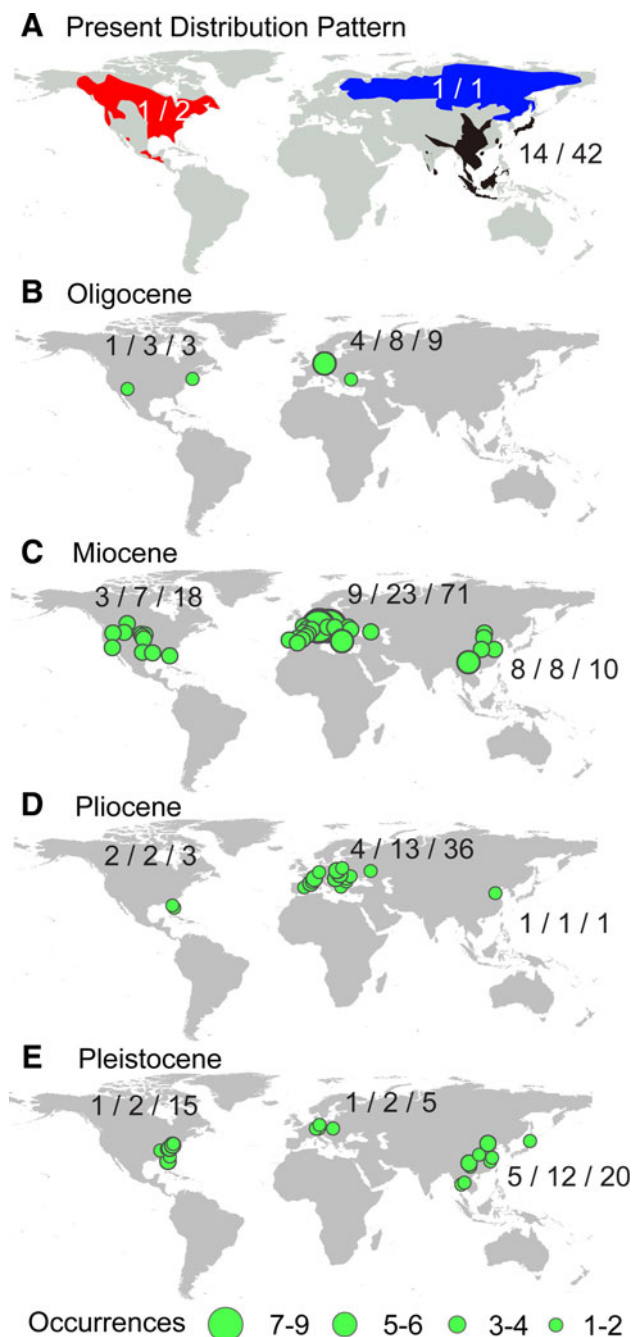 A Present Distribution Pattern
1 / 2
1 / 1
14 / 42
B Oligocene
1 / 3 / 3
4 / 8 / 9
C Miocene
3 / 7 / 18
9 / 23 / 71
8 / 8 / 10
D Pliocene
2 / 2 / 3
4 / 13 / 36
1 / 1 / 1
E Pleistocene
1 / 2 / 15
1 / 2 / 5
5 / 12 / 20
Occurrences 7-9 5-6 3-4 1-2